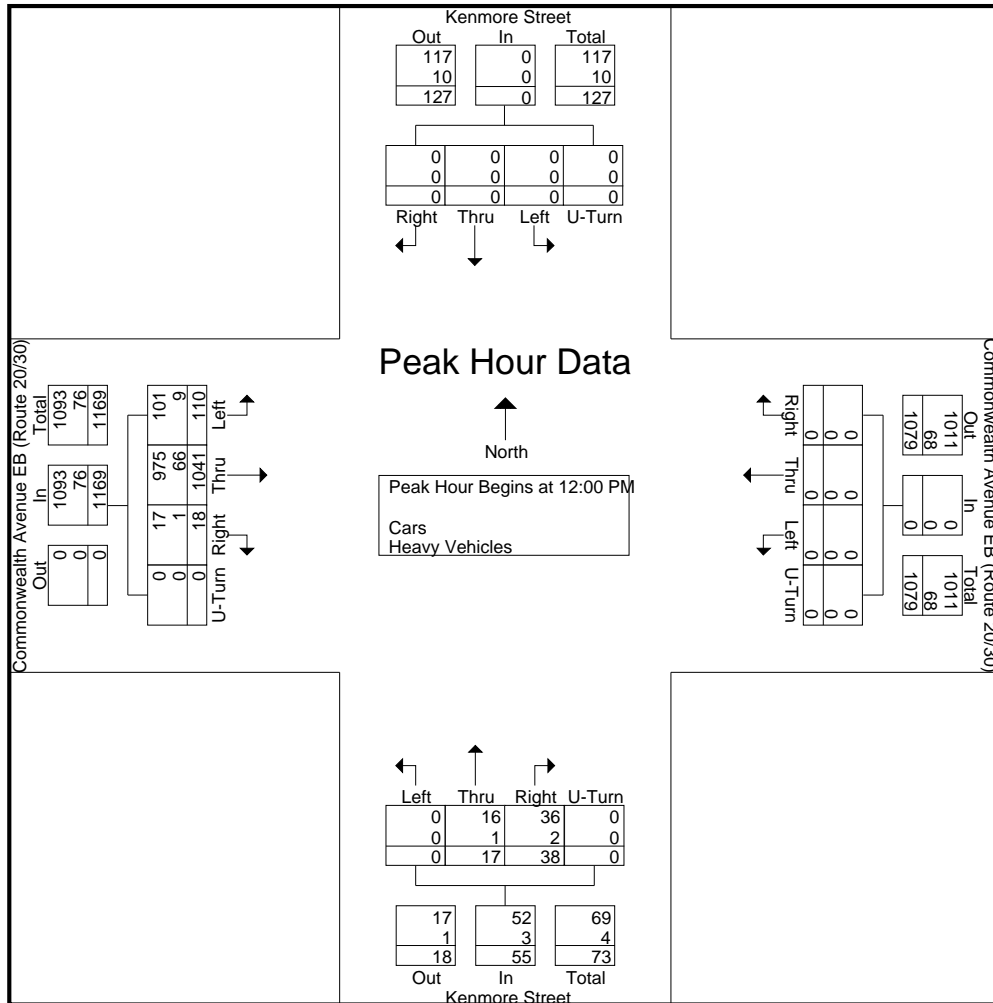 Kenmore Street
Out In Total
117 0 117
10 0 10
127 0 127
0 0 0 0
0 0 0 0
0 0 0 0
Right Thru Left U-Turn
Peak Hour Data
North
Peak Hour Begins at 12:00 PM
Cars
Heavy Vehicles
Commonwealth Avenue EB (Route 20/30)
Out In Total
0 1093 1093
0 76 76
0 1169 1169
0 17 975 101
0 1 66 9
0 18 1041 110
U-Turn Right Thru Left
Commonwealth Avenue EB (Route 20/30)
Out In Total
1011 0 1011
68 0 68
1079 0 1079
0 0 0 0
0 0 0 0
0 0 0 0
Right Thru Left U-Turn
Left Thru Right U-Turn
0 16 36 0
0 1 2 0
0 17 38 0
17 52 69
1 3 4
18 55 73
Out In Total
Kenmore Street